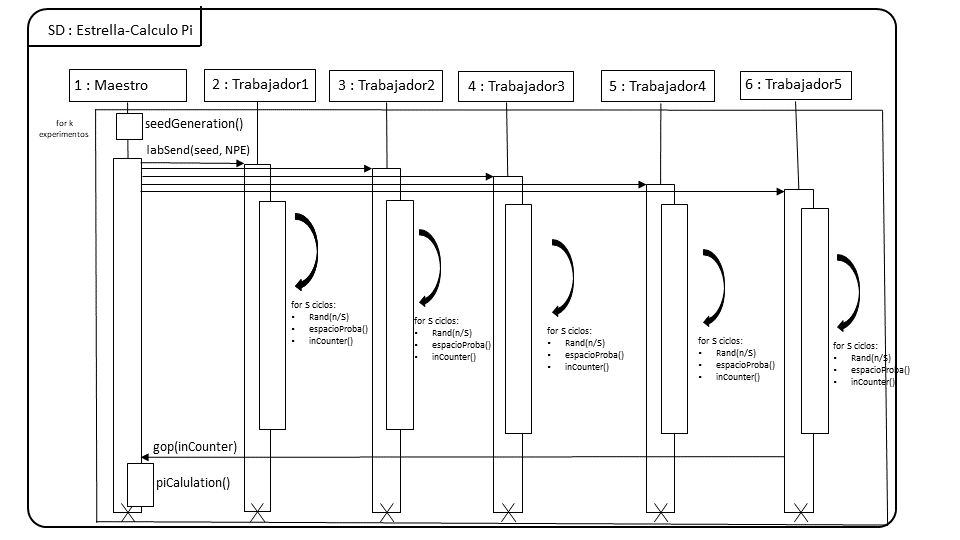 SD : Estrella-Calculo Pi
1 : Maestro
2 : Trabajador1
3 : Trabajador2
4 : Trabajador3
5 : Trabajador4
6 : Trabajador5
for k
experimentos
seedGeneration()
labSend(seed, NPE)
for S ciclos:
• Rand(n/S)
• espacioProba()
• inCounter()
for S ciclos:
• Rand(n/S)
• espacioProba()
• inCounter()
for S ciclos:
• Rand(n/S)
• espacioProba()
• inCounter()
for S ciclos:
• Rand(n/S)
• espacioProba()
• inCounter()
for S ciclos:
• Rand(n/S)
• espacioProba()
• inCounter()
gop(inCounter)
piCalulation()